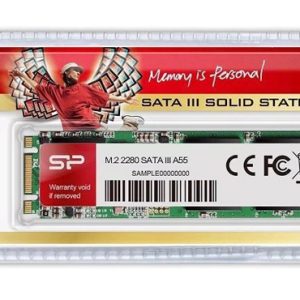 Memory is personal
SATA III SOLID STATE
SP
M.2 2280 SATA III A55
SAMPLE00000000
Warranty void
if removed
CE FC